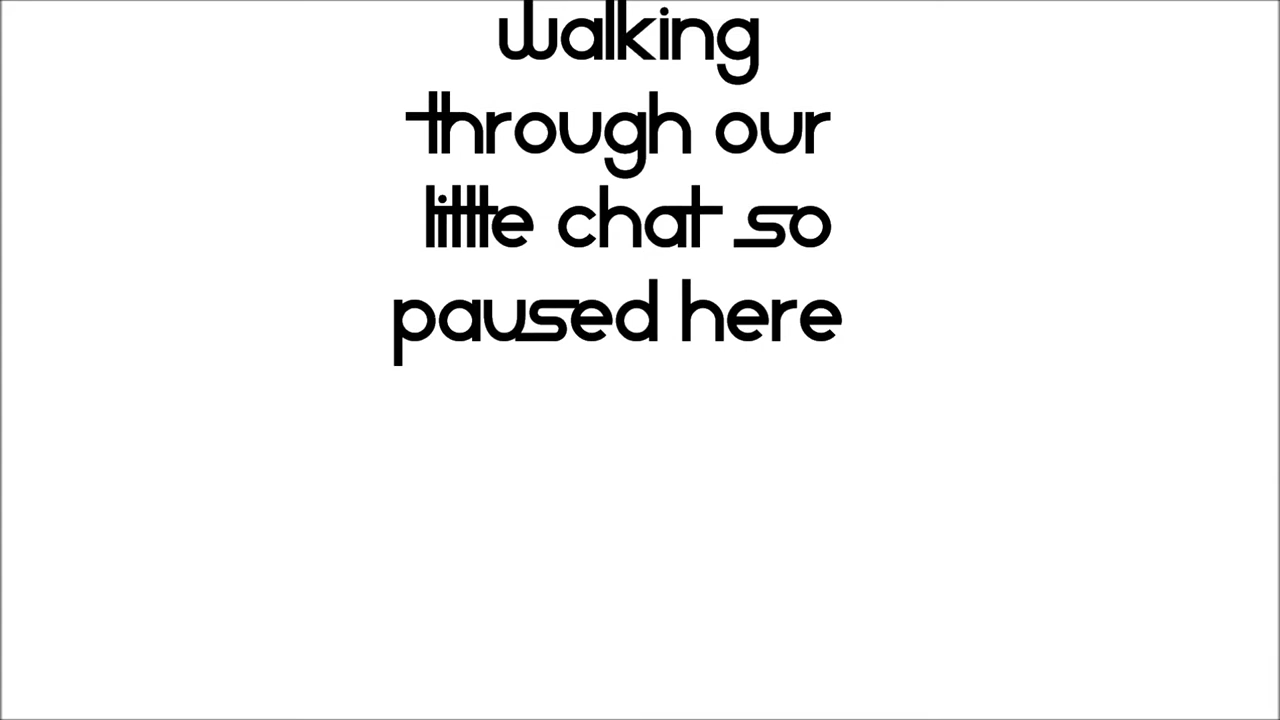 walking
through our
little chat so
paused here